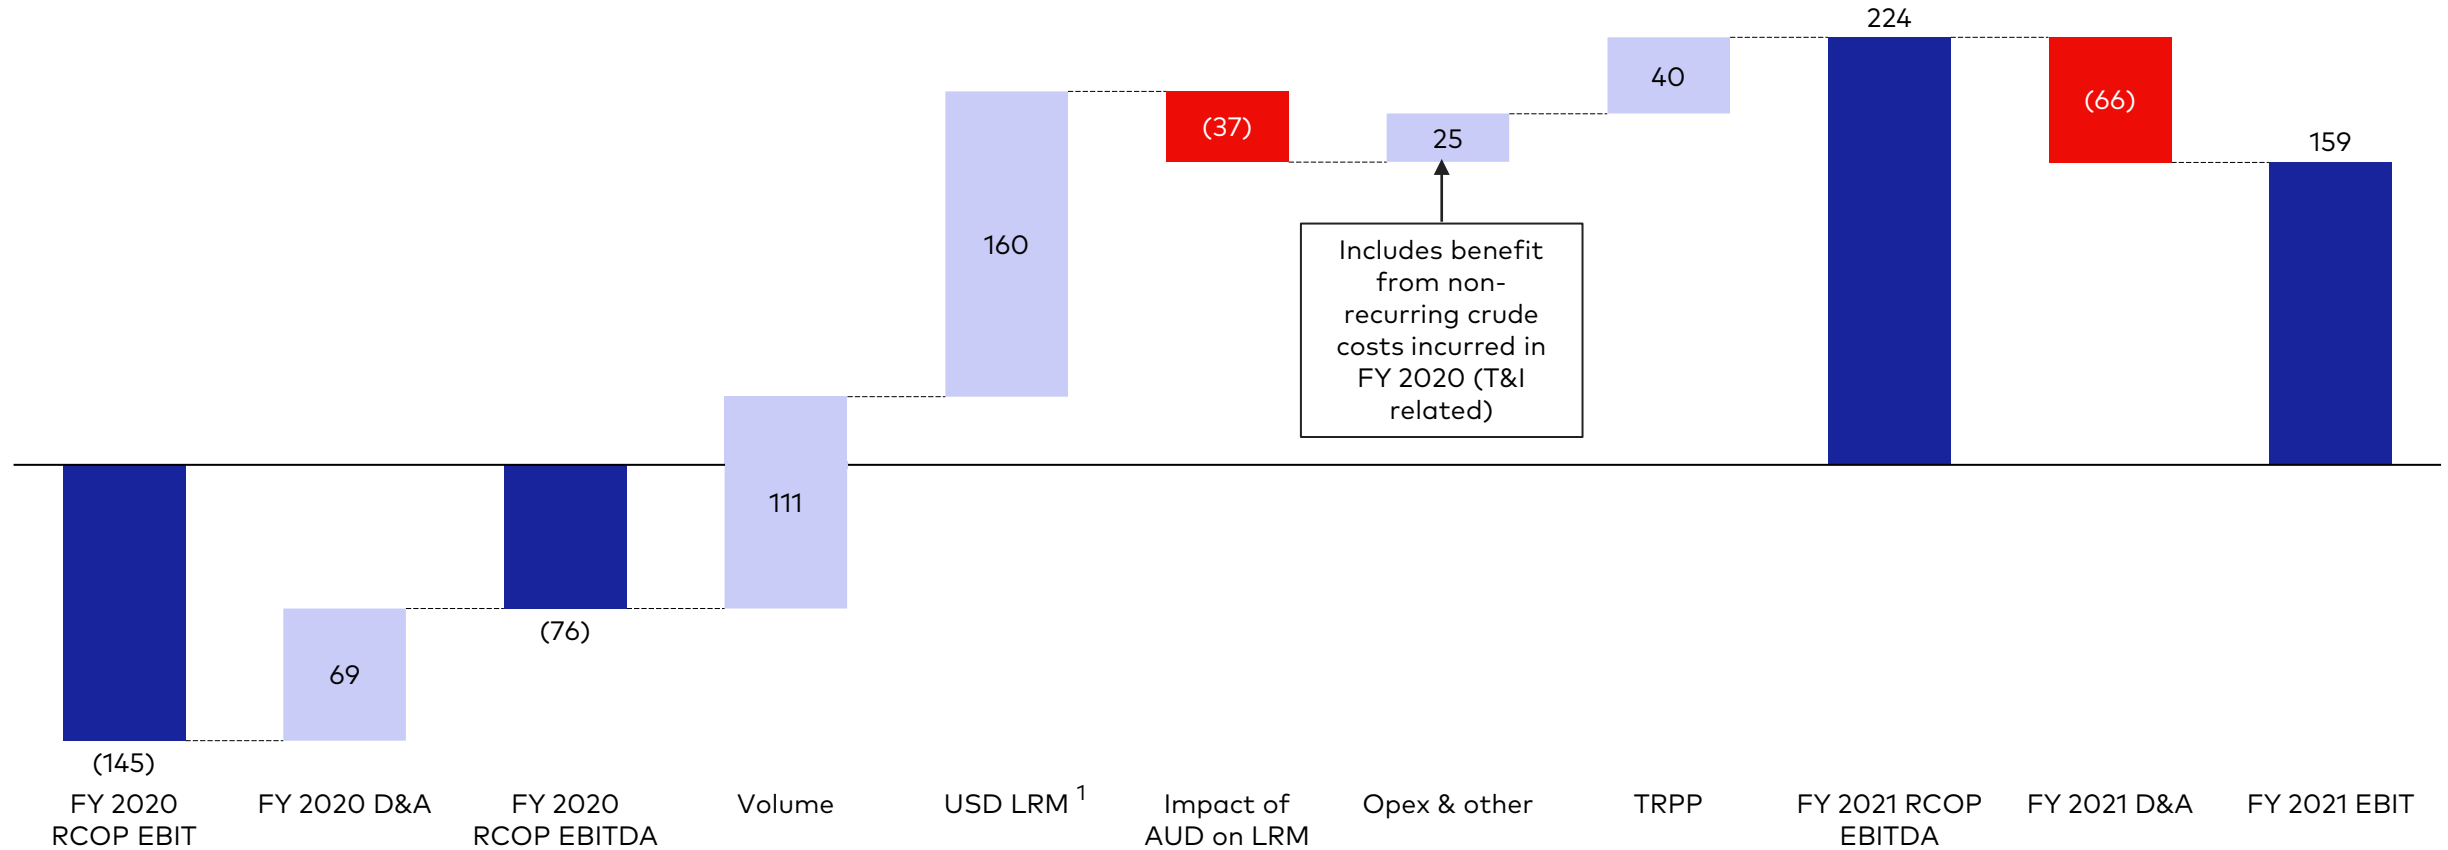 224
40
(66)
(37)
25
159
160
Includes benefit
from non-
recurring crude
costs incurred in
FY 2020 (T&I
related)
111
(76)
69
(145)
FY 2020
RCOP EBIT
FY 2020 D&A
FY 2020
RCOP EBITDA
Volume
USD LRM 1
Impact of
AUD on LRM
Opex & other
TRPP
FY 2021 RCOP
EBITDA
FY 2021 D&A
FY 2021 EBIT